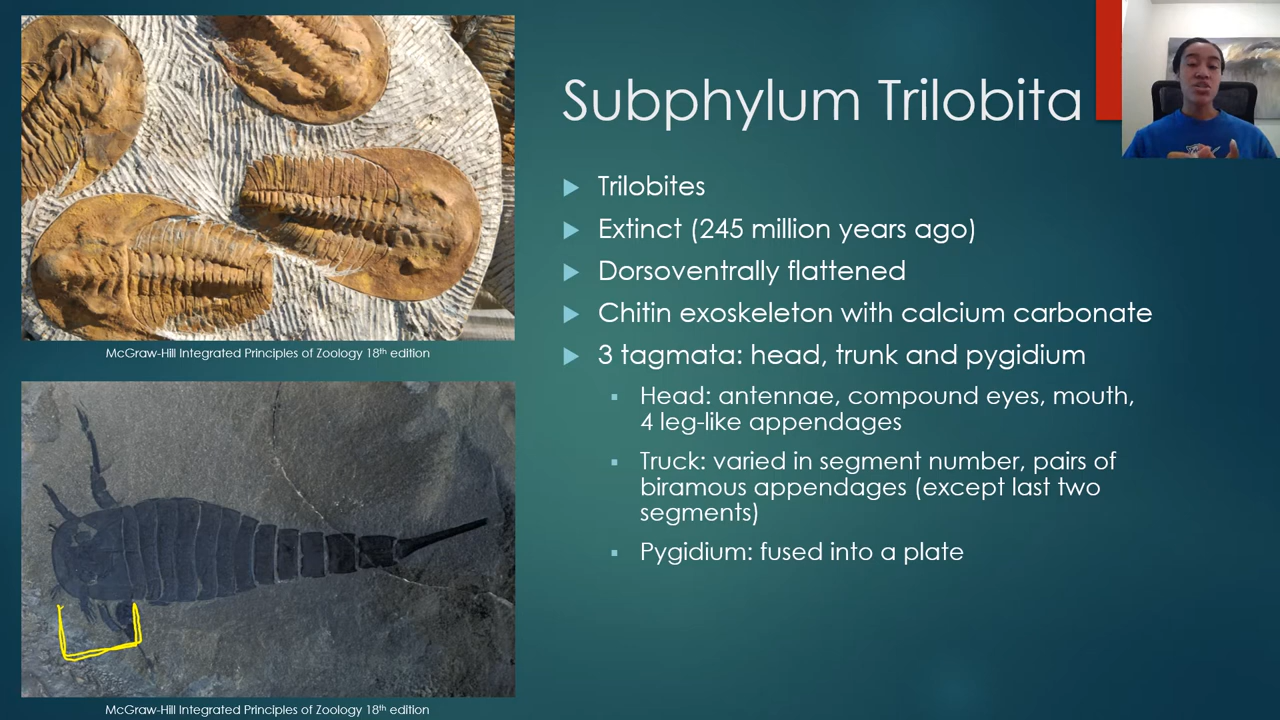 Subphylum Trilobita
Trilobites
Extinct (245 million years ago)
Dorsoventrally flattened
Chitin exoskeleton with calcium carbonate
3 tagmata: head, trunk and pygidium
Head: antennae, compound eyes, mouth,
4 leg-like appendages
Truck: varied in segment number, pairs of
biramous appendages (except last two
segments)
Pygidium: fused into a plate
McGraw-Hill Integrated Principles of Zoology 18th edition
McGraw-Hill Integrated Principles of Zoology 18th edition